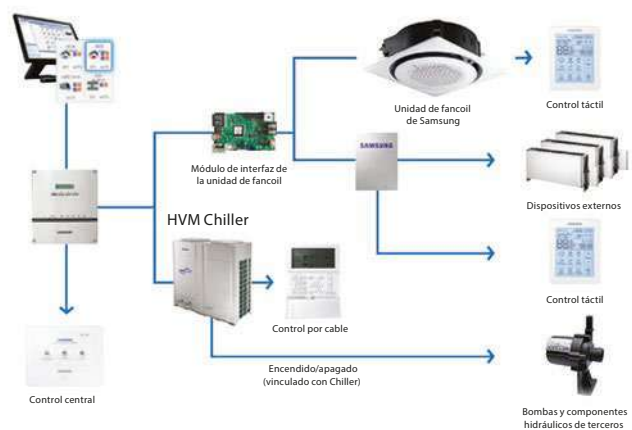 Unidad de fancoil
de Samsung
Control táctil
Módulo de interfaz de
la unidad de fancoil
SAMSUNG
Dispositivos externos
HVM Chiller
Control táctil
Control por cable
Encendido/apagado
(vinculado con Chiller)
Control central
Bombas y componentes
hidráulicos de terceros